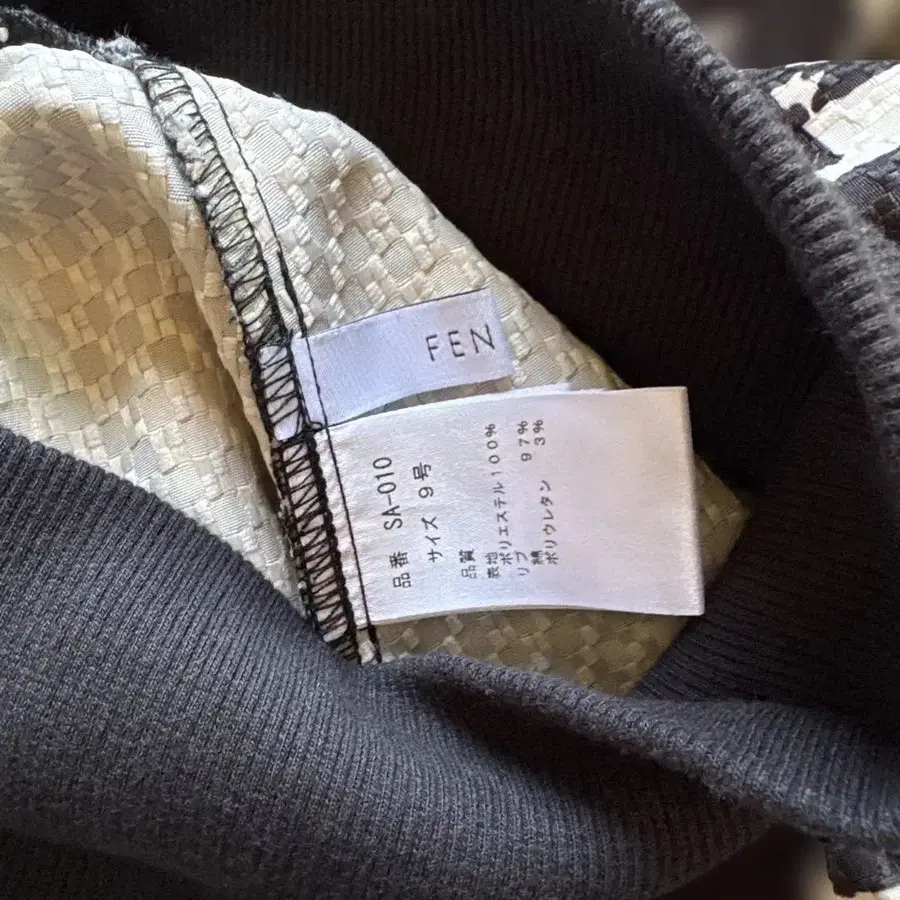 FEN
品番 SA-010
サイズ 9号
品質
表地
ポリエステル100%
リブ
綿 97%
ポリウレタン 3%